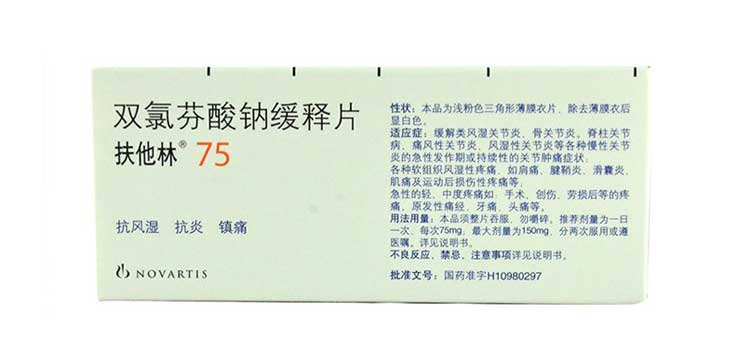 双氯芬酸钠缓释片
扶他林® 75
抗风湿 抗炎 镇痛
NOVARTIS
性状：本品为浅粉色三角形薄膜衣片，除去薄膜衣后
显白色。
适应症：缓解类风湿关节炎、骨关节炎。脊柱关节
病、痛风性关节炎、风湿性关节炎等各种慢性关节
炎的急性发作期或持续性的关节肿痛症状；
各种软组织风湿性疼痛，如肩痛、腱鞘炎、滑囊炎、
肌痛及运动后损伤性疼痛等；
急性的轻、中度疼痛如：手术、创伤、劳损后等的疼
痛，原发性痛经，牙痛，头痛等。
用法用量：本品须整片吞服，勿嚼碎。推荐剂量为一日
一次，每次75mg；最大剂量为150mg，分两次服用或遵
医嘱。详见说明书。
不良反应、禁忌、注意事项详见说明书。
批准文号：国药准字H10980297